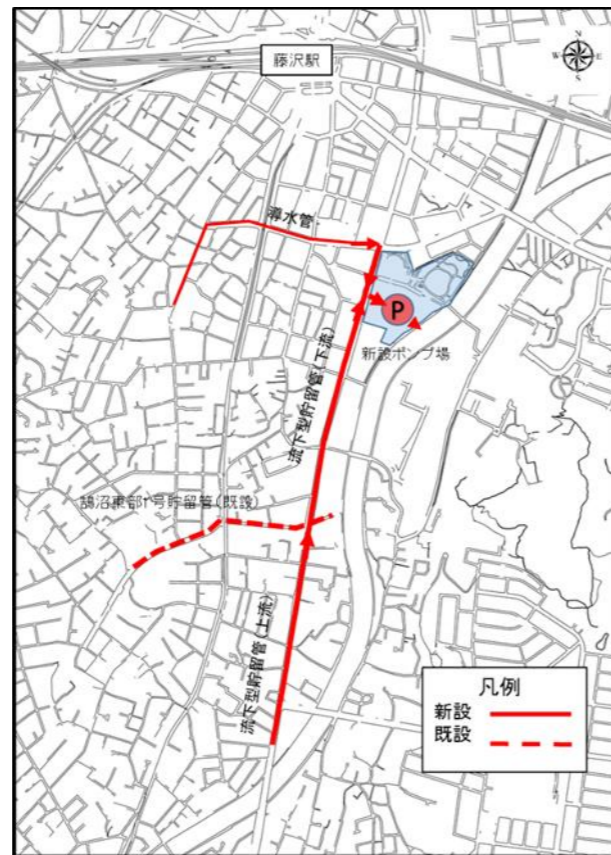 藤沢駅
N
W
E
S
導水管
P
新設ポンプ場
流下型貯留管(下流)
鵠沼東部1号貯留管(既設)
流下型貯留管(上流)
凡例
新設
既設